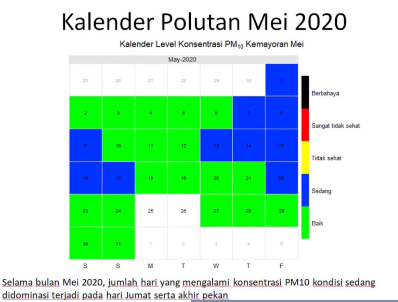 Kalender Polutan Mei 2020
Kalender Level Konsentrasi PM10 Kemayoran Mei
May-2020
25 26 27 28 29 30 1
2 3 4 5 6 7 8
9 10 11 12 13 14 15
16 17 18 19 20 21 22
23 24 25 26 27 28 29
30 31 1 2 3 4 5
S S M T W T F
Berbahaya
Sangat tidak sehat
Tidak sehat
Sedang
Baik
Selama bulan Mei 2020, jumlah hari yang mengalami konsentrasi PM10 kondisi sedang
didominasi terjadi pada hari Jumat serta akhir pekan